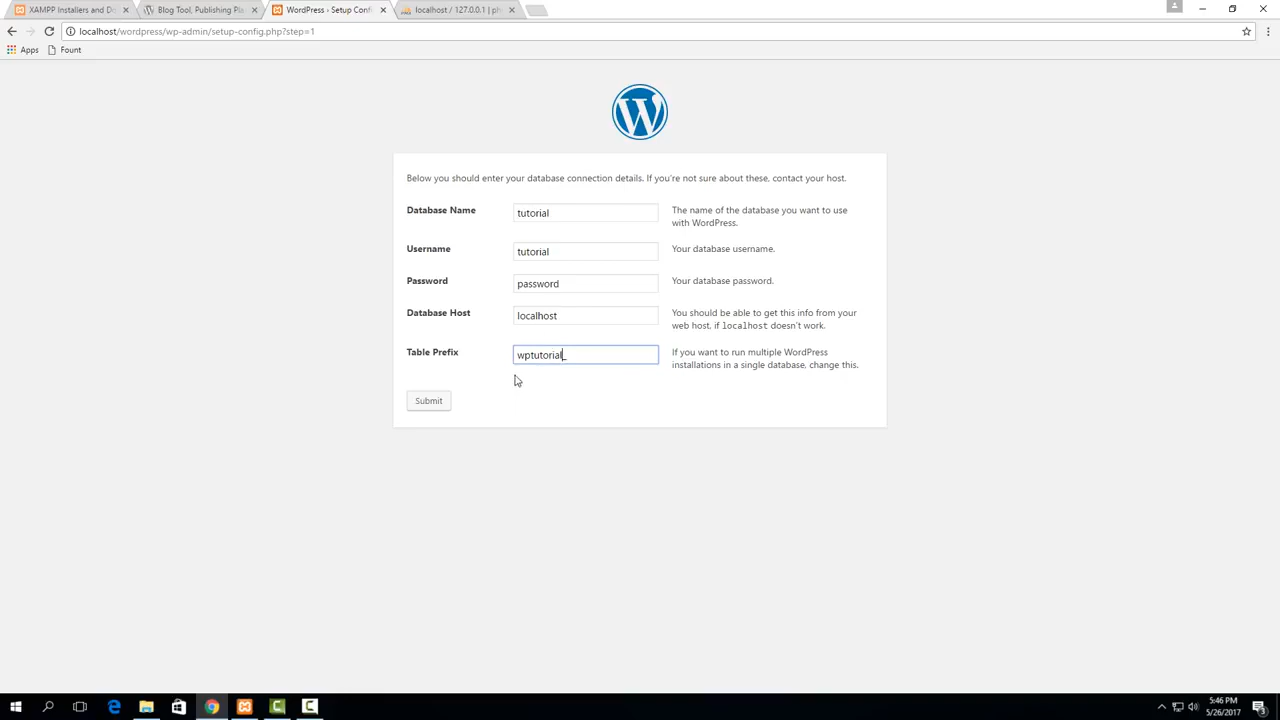 XAMPP Installers and Do
Blog Tool, Publishing Pla
WordPress › Setup Conf
localhost / 127.0.0.1 | ph
localhost/wordpress/wp-admin/setup-config.php?step=1
Apps
Fount
W
Below you should enter your database connection details. If you're not sure about these, contact your host.
Database Name
tutorial
The name of the database you want to use
with WordPress.
Username
tutorial
Your database username.
Password
password
Your database password.
Database Host
localhost
You should be able to get this info from your
web host, if localhost doesn't work.
Table Prefix
wptutorial_
If you want to run multiple WordPress
installations in a single database, change this.
Submit
5:46 PM
5/26/2017
3